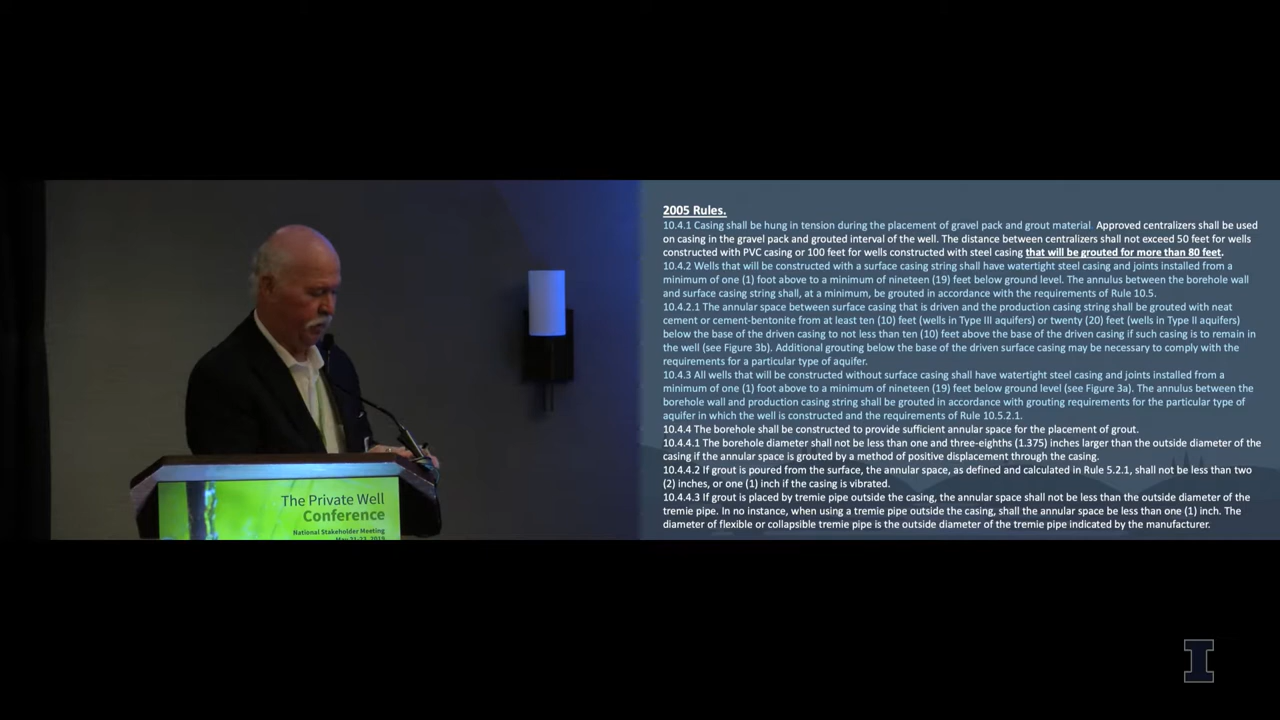 The Private Well
Conference
National Stakeholder Meeting
May 21-23, 2019
2005 Rules.
10.4.1 Casing shall be hung in tension during the placement of gravel pack and grout material  Approved centralizers shall be used
on casing in the gravel pack and grouted interval of the well. The distance between centralizers shall not exceed 50 feet for wells
constructed with PVC casing or 100 feet for wells constructed with steel casing that will be grouted for more than 80 feet.
10.4.2 Wells that will be constructed with a surface casing string shall have watertight steel casing and joints installed from a
minimum of one (1) foot above to a minimum of nineteen (19) feet below ground level. The annulus between the borehole wall
and surface casing string shall, at a minimum, be grouted in accordance with the requirements of Rule 10.5.
10.4.2.1 The annular space between surface casing that is driven and the production casing string shall be grouted with neat
cement or cement-bentonite from at least ten (10) feet (wells in Type III aquifers) or twenty (20) feet (wells in Type II aquifers)
below the base of the driven casing to not less than ten (10) feet above the base of the driven casing if such casing is to remain in
the well (see Figure 3b). Additional grouting below the base of the driven surface casing may be necessary to comply with the
requirements for a particular type of aquifer.
10.4.3 All wells that will be constructed without surface casing shall have watertight steel casing and joints installed from a
minimum of one (1) foot above to a minimum of nineteen (19) feet below ground level (see Figure 3a). The annulus between the
borehole wall and production casing string shall be grouted in accordance with grouting requirements for the particular type of
aquifer in which the well is constructed and the requirements of Rule 10.5.2.1.
10.4.4 The borehole shall be constructed to provide sufficient annular space for the placement of grout.
10.4.4.1 The borehole diameter shall not be less than one and three-eighths (1.375) inches larger than the outside diameter of the
casing if the annular space is grouted by a method of positive displacement through the casing.
10.4.4.2 If grout is poured from the surface, the annular space, as defined and calculated in Rule 5.2.1, shall not be less than two
(2) inches, or one (1) inch if the casing is vibrated.
10.4.4.3 If grout is placed by tremie pipe outside the casing, the annular space shall not be less than the outside diameter of the
tremie pipe. In no instance, when using a tremie pipe outside the casing, shall the annular space be less than one (1) inch. The
diameter of flexible or collapsible tremie pipe is the outside diameter of the tremie pipe indicated by the manufacturer.
I